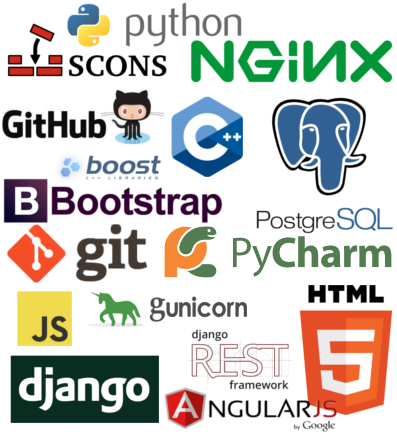 python
SCONS
NGiNX
GitHub
C++
boost
C++ LIBRARIES
B Bootstrap
PostgreSQL
git
PyCharm
JS
gunicorn
HTML
5
django
REST
framework
django
A
ANGULARJS
by Google